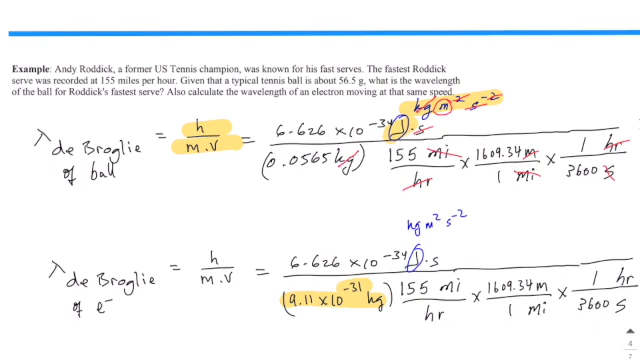 Example: Andy Roddick, a former US Tennis champion, was known for his fast serves. The fastest Roddick
serve was recorded at 155 miles per hour. Given that a typical tennis ball is about 56.5 g, what is the wavelength
of the ball for Roddick's fastest serve? Also calculate the wavelength of an electron moving at that same speed.
kg m² s⁻²
λ de Broglie of ball = h / m.v = 6.626 × 10⁻³⁴ J.s / (0.0565 kg) 155 mi / hr × 1609.34 m / 1 mi × 1 hr / 3600 s
kg m² s⁻²
λ de Broglie of e⁻ = h / m.v = 6.626 × 10⁻³⁴ J.s / (9.11 × 10⁻³¹ kg) 155 mi / hr × 1609.34 m / 1 mi × 1 hr / 3600 s
4
7